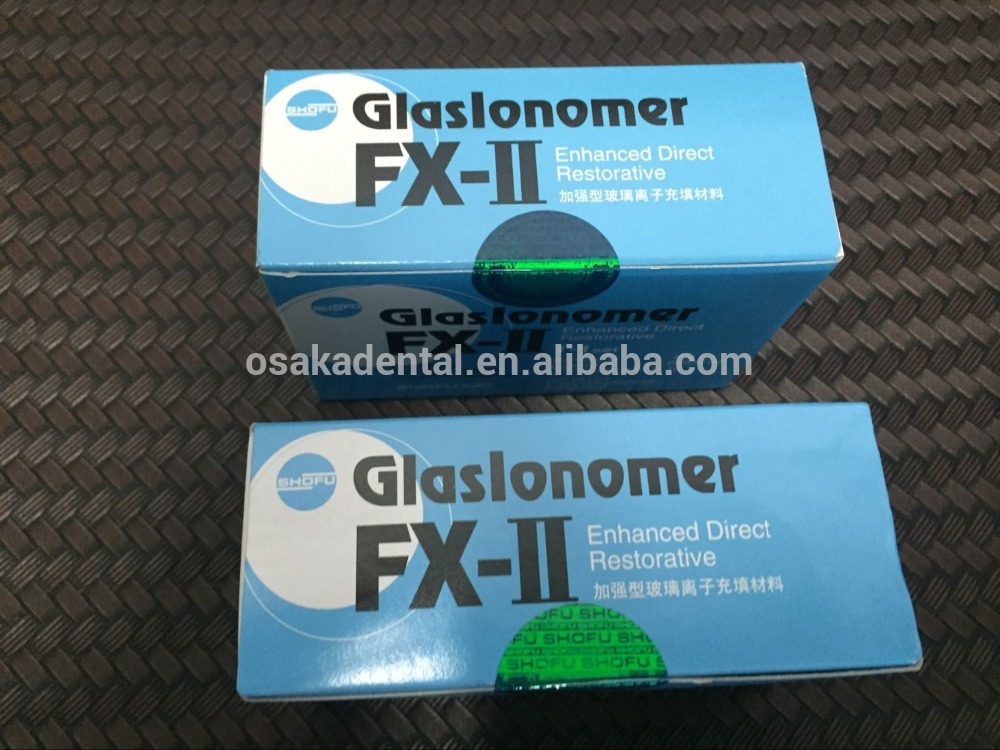 SHOFU
GlasIonomer
FX-II
Enhanced Direct
Restorative
加强型玻璃离子充填材料
SHOFU
GlasIonomer
FX-II
Enhanced Direct
Restorative
osakadental.en.alibaba.com
SHOFU
GlasIonomer
FX-II
Enhanced Direct
Restorative
加强型玻璃离子充填材料
SHOFU SHOFU